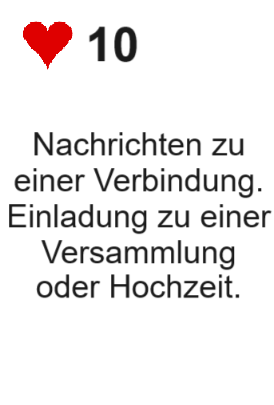 10
Nachrichten zu
einer Verbindung.
Einladung zu einer
Versammlung
oder Hochzeit.